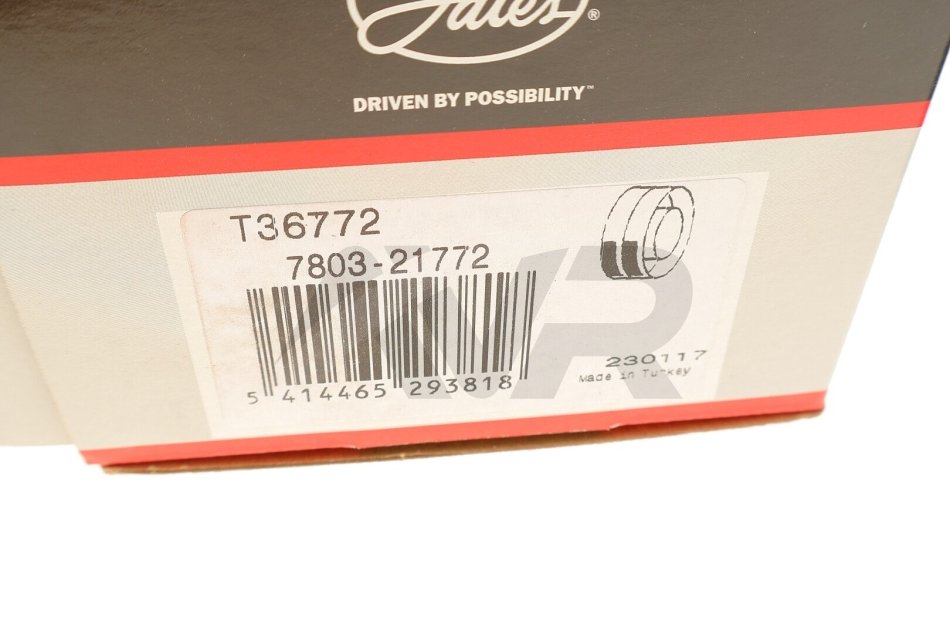 Gates®
DRIVEN BY POSSIBILITY™
T36772
7803-21772
5 414465 293818
230117
Made in Turkey